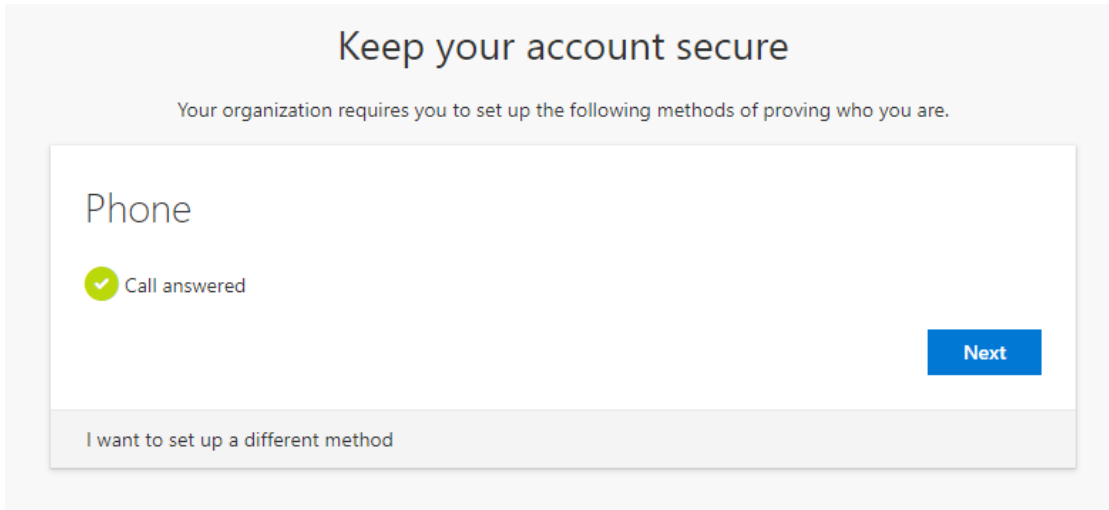 Keep your account secure
Your organization requires you to set up the following methods of proving who you are.
Phone
Call answered
Next
I want to set up a different method